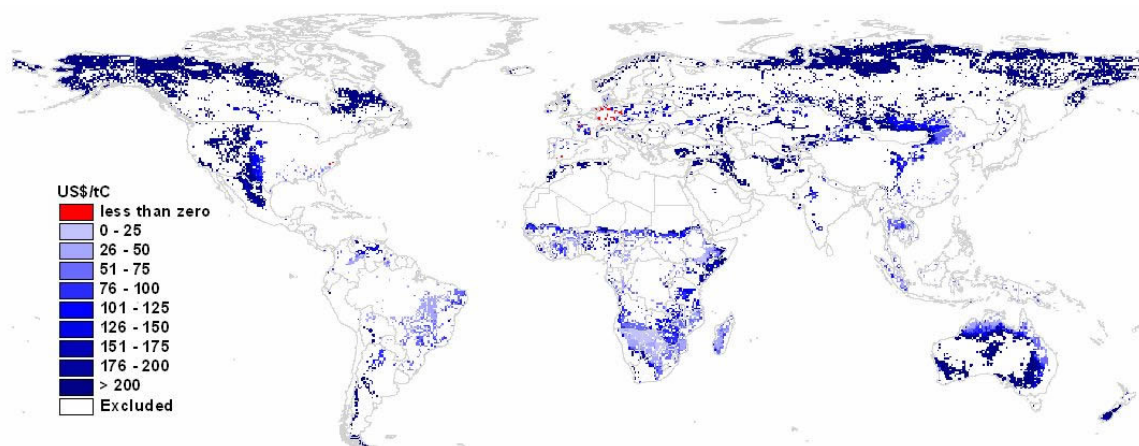 US$/tC
less than zero
0 - 25
26 - 50
51 - 75
76 - 100
101 - 125
126 - 150
151 - 175
176 - 200
> 200
Excluded